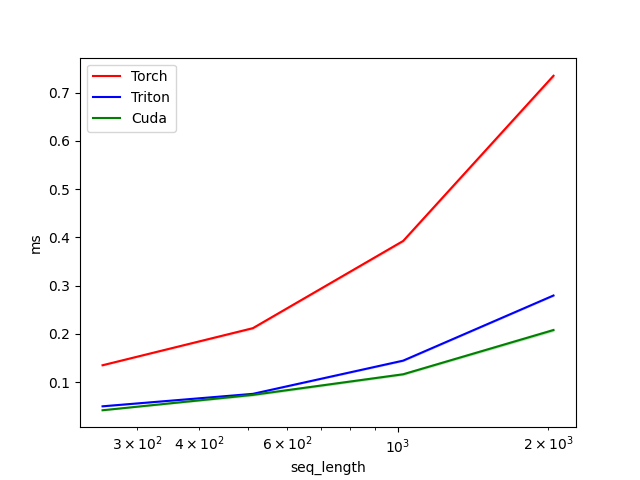 Torch
Triton
Cuda
0.7
0.6
0.5
0.4
0.3
0.2
0.1
ms
3 × 10² 4 × 10² 6 × 10² 10³ 2 × 10³
seq_length